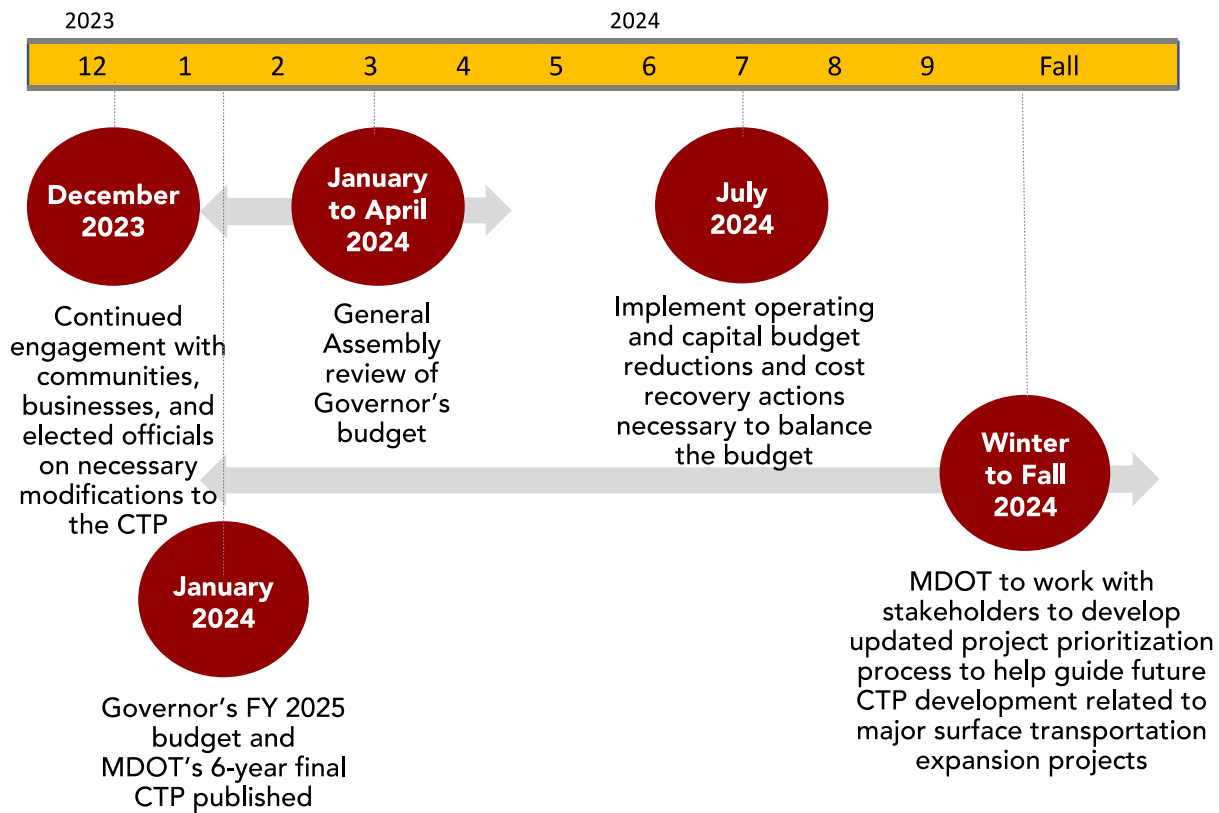 2023
2024
12 1 2 3 4 5 6 7 8 9 Fall
December
2023
Continued
engagement with
communities,
businesses, and
elected officials
on necessary
modifications to
the CTP
January
to April
2024
General
Assembly
review of
Governor's
budget
July
2024
Implement operating
and capital budget
reductions and cost
recovery actions
necessary to balance
the budget
Winter
to Fall
2024
MDOT to work with
stakeholders to develop
updated project prioritization
process to help guide future
CTP development related to
major surface transportation
expansion projects
January
2024
Governor's FY 2025
budget and
MDOT's 6-year final
CTP published